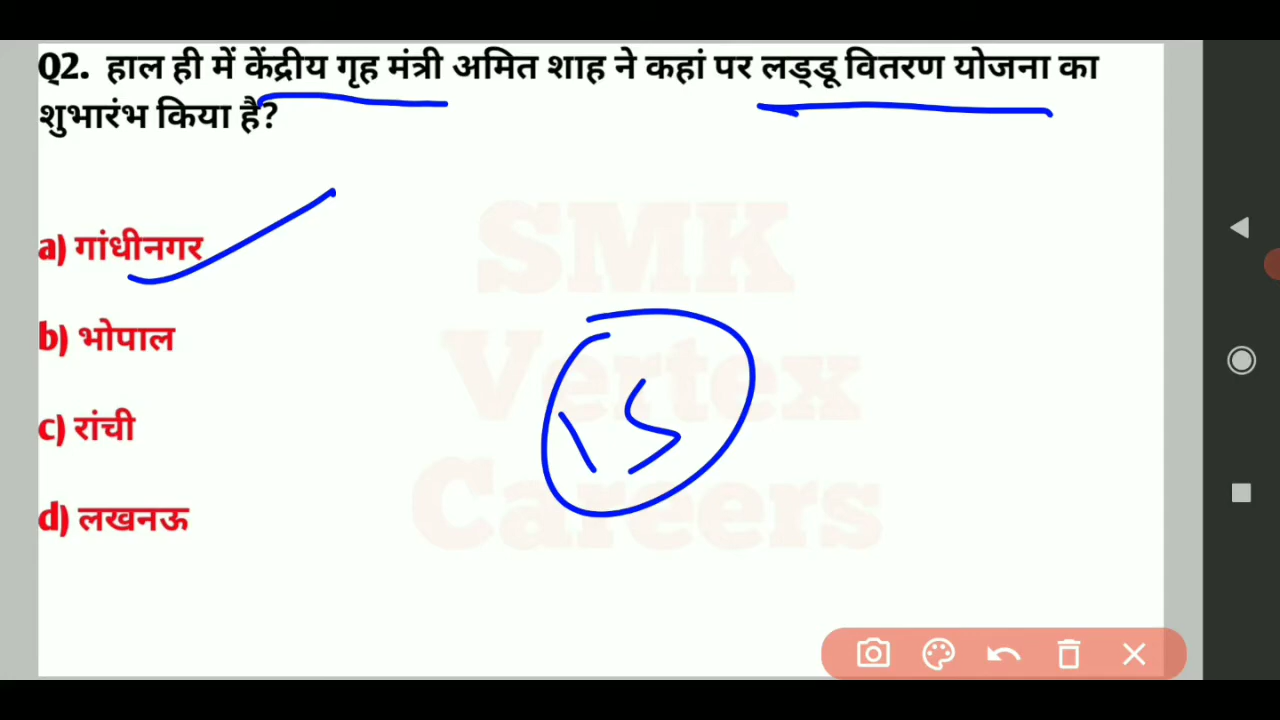 Q2. हाल ही में केंद्रीय गृह मंत्री अमित शाह ने कहां पर लड्डू वितरण योजना का
शुभारंभ किया है?
a) गांधीनगर
SMK
b) भोपाल
Vertex
c) रांची
15
Careers
d) लखनऊ